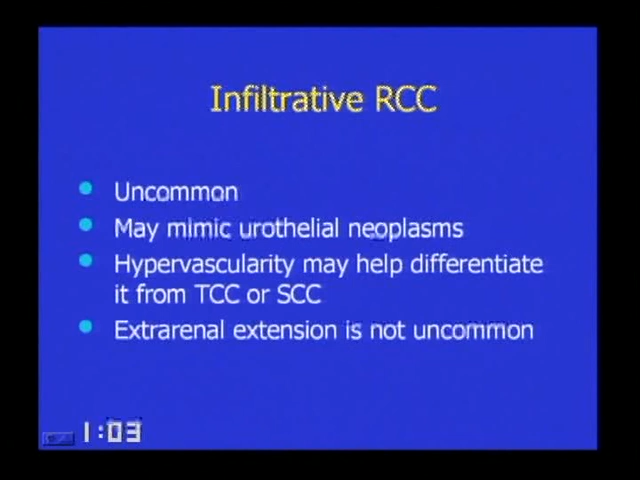 Infiltrative RCC
Uncommon
May mimic urothelial neoplasms
Hypervascularity may help differentiate
it from TCC or SCC
Extrarenal extension is not uncommon
1:03